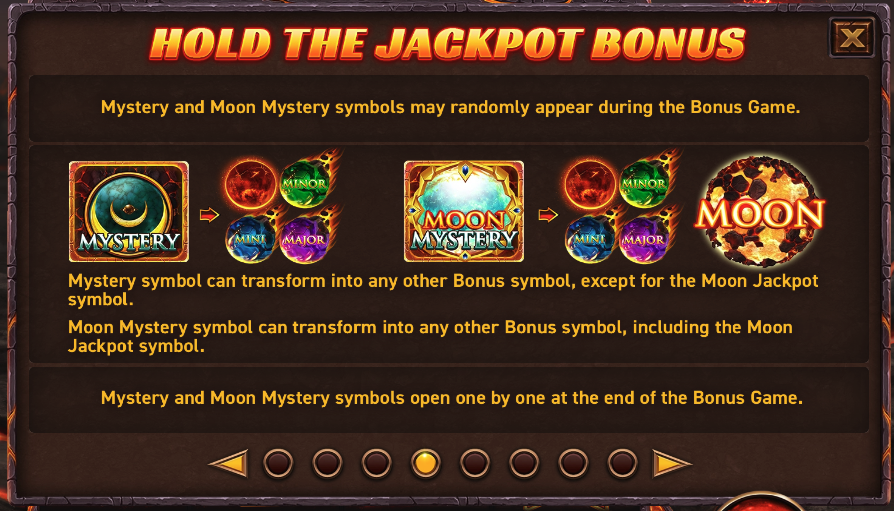 HOLD THE JACKPOT BONUS
X
Mystery and Moon Mystery symbols may randomly appear during the Bonus Game.
MYSTERY
MINOR
MINI
MAJOR
MOON
MYSTERY
MINOR
MINI
MAJOR
MOON
Mystery symbol can transform into any other Bonus symbol, except for the Moon Jackpot
symbol.
Moon Mystery symbol can transform into any other Bonus symbol, including the Moon
Jackpot symbol.
Mystery and Moon Mystery symbols open one by one at the end of the Bonus Game.